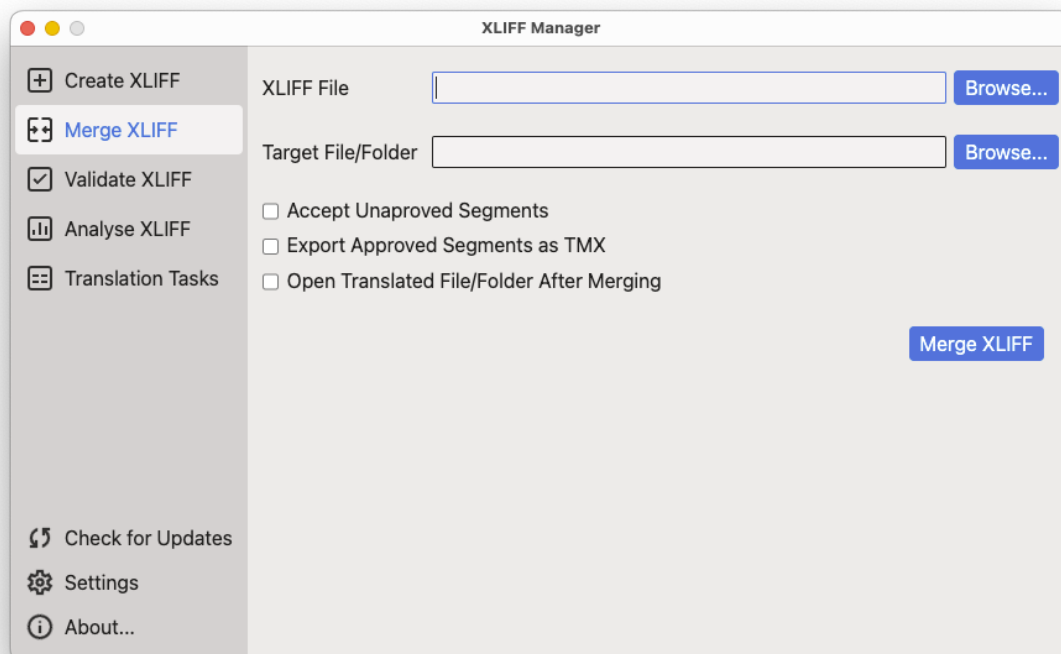 XLIFF Manager
Create XLIFF
Merge XLIFF
Validate XLIFF
Analyse XLIFF
Translation Tasks
Check for Updates
Settings
About...
XLIFF File
Browse...
Target File/Folder
Browse...
Accept Unaproved Segments
Export Approved Segments as TMX
Open Translated File/Folder After Merging
Merge XLIFF